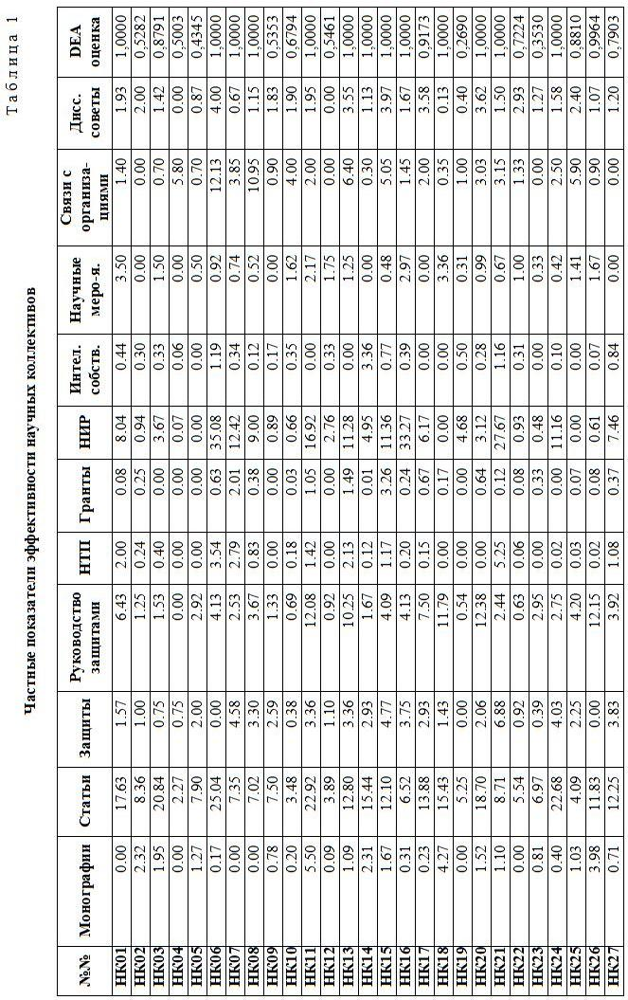 Таблица 1
Частные показатели эффективности научных коллективов
№№ Монографии Статьи Защиты Руководство защитами НТП Гранты НИР Интел. собств. Научные меро-я. Связи с организа-циями Дисс. советы DEA оценка
НК01 0.00 17.63 1.57 6.43 2.00 0.08 8.04 0.44 3.50 1.40 1.93 1,0000
НК02 2.32 8.36 1.00 1.25 0.24 0.25 0.94 0.30 0.00 0.00 2.00 0,5282
НК03 1.95 20.84 0.75 1.53 0.40 0.00 3.67 0.33 1.50 0.70 1.42 0,8791
НК04 0.00 2.27 0.75 0.00 0.00 0.00 0.07 0.06 0.00 5.80 0.00 0,5003
НК05 1.27 7.90 2.00 2.92 0.00 0.00 0.00 0.00 0.50 0.70 0.87 0,4345
НК06 0.17 25.04 0.00 4.13 3.54 0.63 35.08 1.19 0.92 12.13 4.00 1,0000
НК07 0.00 7.35 4.58 2.53 2.79 2.01 12.42 0.34 0.74 3.85 0.67 1,0000
НК08 0.00 7.02 3.30 3.67 0.83 0.38 9.00 0.12 0.52 10.95 1.15 1,0000
НК09 0.78 7.50 2.59 1.33 0.00 0.00 0.89 0.17 0.00 0.90 1.83 0,5353
НК10 0.20 3.48 0.38 0.69 0.18 0.03 0.66 0.35 1.62 4.00 1.90 0,6794
НК11 5.50 22.92 3.36 12.08 1.42 1.05 16.92 0.00 2.17 2.00 1.95 1,0000
НК12 0.09 3.89 1.10 0.92 0.00 0.00 2.76 0.33 1.75 0.00 0.00 0,5461
НК13 1.09 12.80 3.36 10.25 2.13 1.49 11.28 0.00 1.25 6.40 3.55 1,0000
НК14 2.31 15.44 2.93 1.67 0.12 0.01 4.95 3.36 0.00 0.30 1.13 1,0000
НК15 1.67 12.10 4.77 4.09 1.17 3.26 11.36 0.77 0.48 5.05 3.97 1,0000
НК16 0.31 6.52 3.75 4.13 0.20 0.24 33.27 0.39 2.97 1.45 1.67 1,0000
НК17 0.23 13.88 2.93 7.50 0.15 0.67 6.17 0.00 0.00 2.00 3.58 0,9173
НК18 4.27 15.43 1.43 11.79 0.00 0.17 0.00 0.00 3.36 0.35 0.13 1,0000
НК19 0.00 5.25 0.00 0.54 0.00 0.00 4.68 0.50 0.31 1.00 0.40 0,2690
НК20 1.52 18.70 2.06 12.38 0.00 0.64 3.12 0.28 0.99 3.03 3.62 1,0000
НК21 1.10 8.71 6.88 2.44 5.25 0.12 27.67 1.16 0.67 3.15 1.50 1,0000
НК22 0.00 5.54 0.92 0.63 0.06 0.08 0.93 0.31 1.00 1.33 2.93 0,7224
НК23 0.81 6.97 0.39 2.95 0.00 0.33 0.48 0.00 0.33 0.00 1.27 0,3530
НК24 0.40 22.68 4.03 2.75 0.02 0.00 11.16 0.10 0.42 2.50 1.58 1,0000
НК25 1.03 4.09 2.25 4.20 0.03 0.07 0.00 0.00 1.41 5.90 2.40 0,8810
НК26 3.98 11.83 0.00 12.15 0.02 0.08 0.61 0.07 1.67 0.90 1.07 0,9964
НК27 0.71 12.25 3.83 3.92 1.08 0.37 7.46 0.84 0.00 0.00 1.20 0,7903